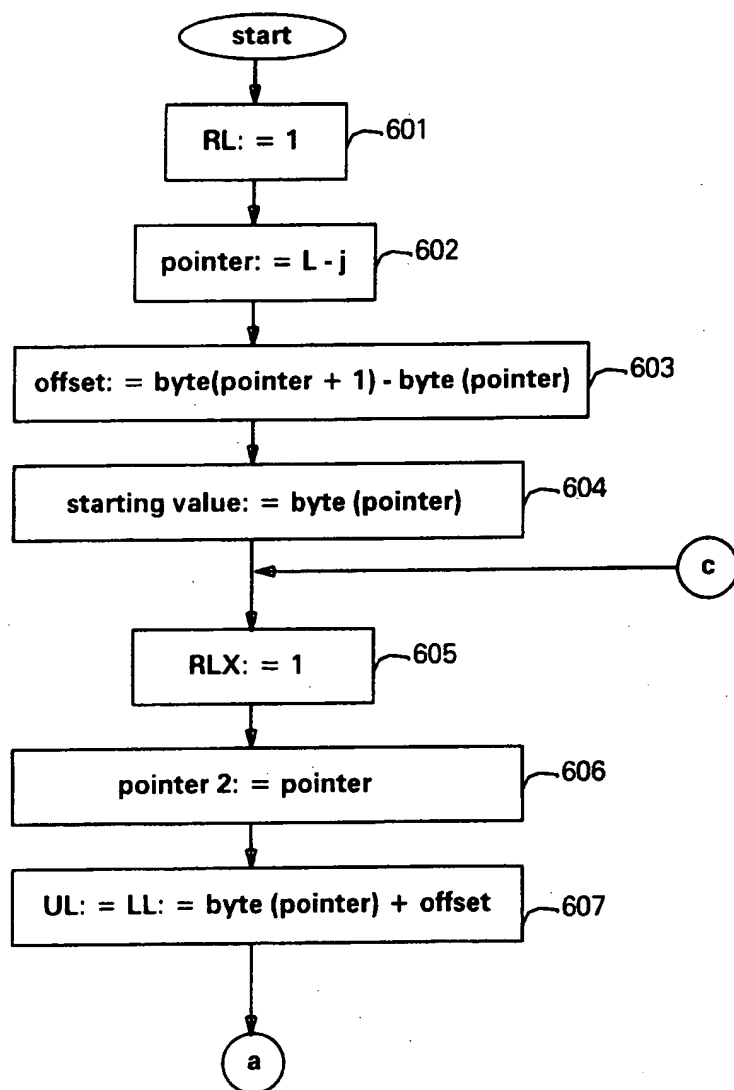 start
RL: = 1
601
pointer: = L - j
602
offset: = byte(pointer + 1) - byte (pointer)
603
starting value: = byte (pointer)
604
c
RLX: = 1
605
pointer 2: = pointer
606
UL: = LL: = byte (pointer) + offset
607
a